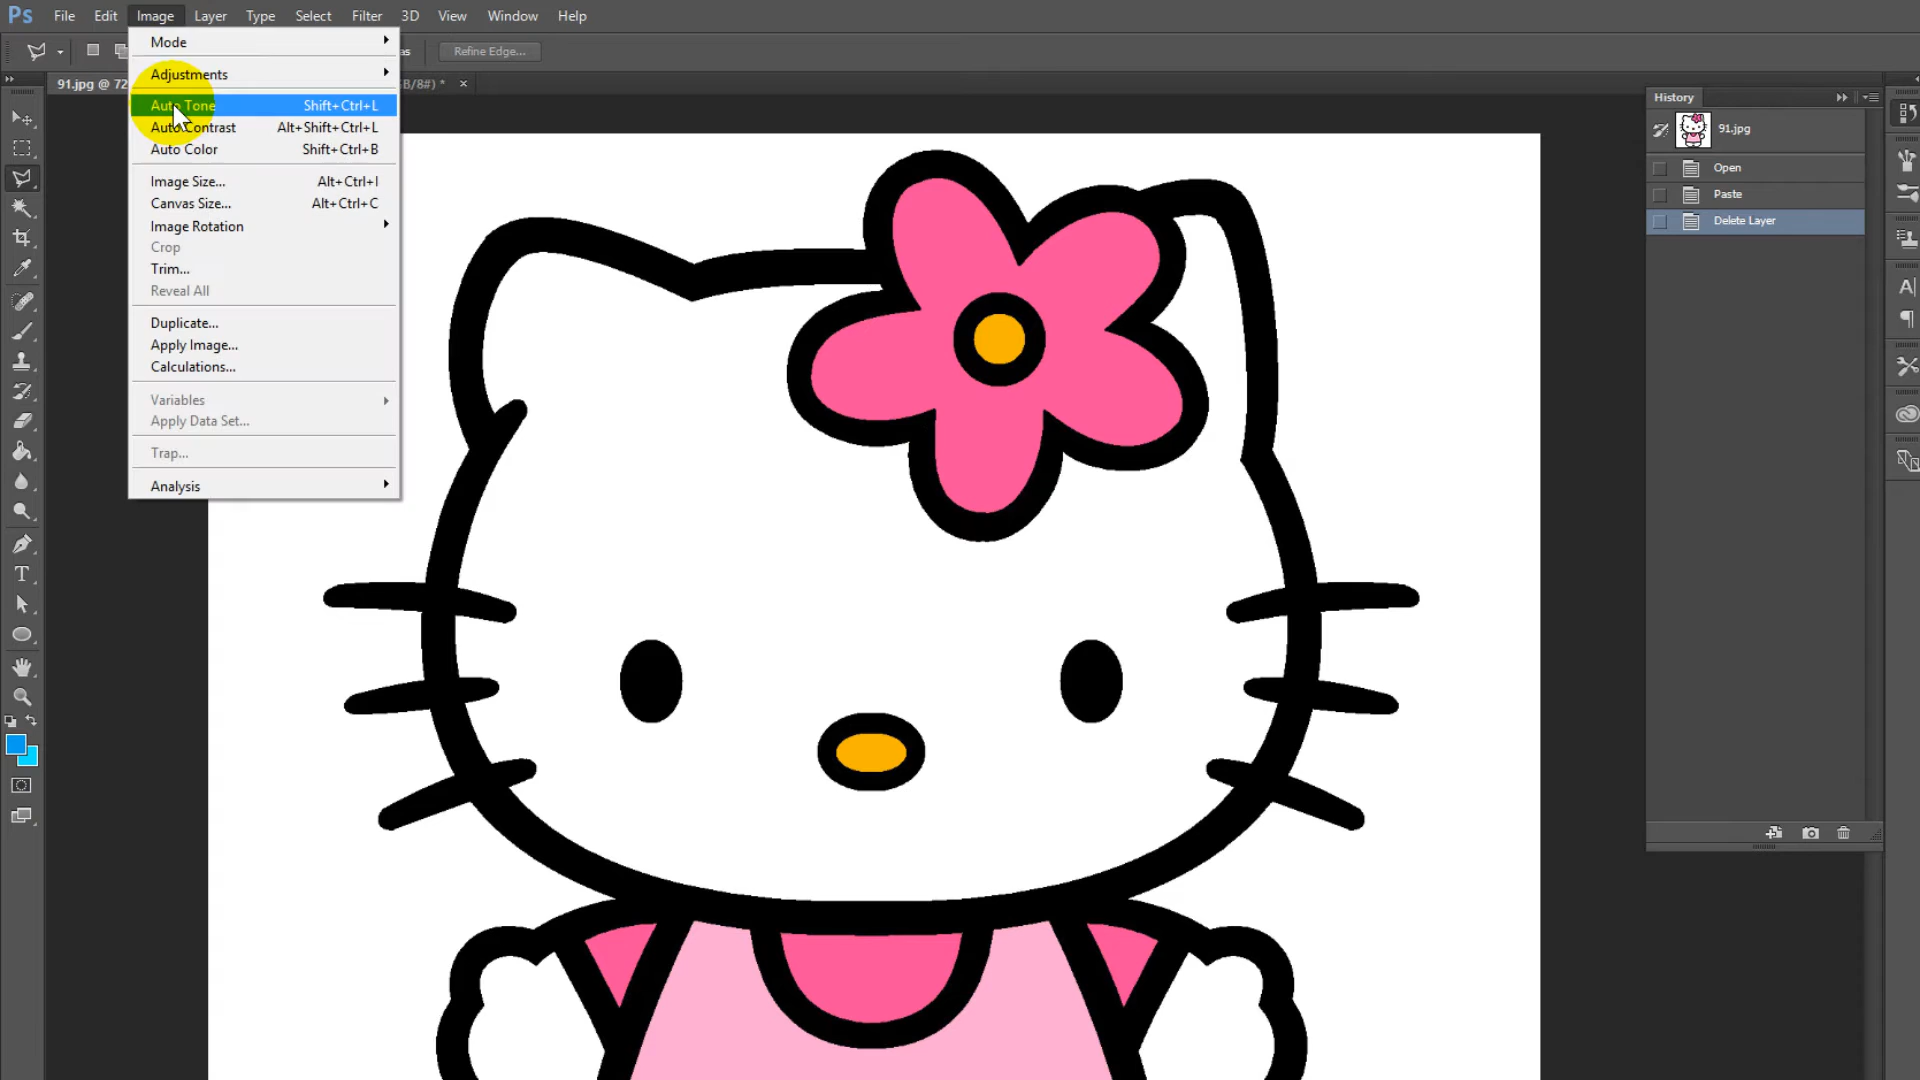 Ps File Edit Image Layer Type Select Filter 3D View Window Help
as Refine Edge...
91.jpg @ 72 B/8#) * ×
Mode
Adjustments
Auto Tone Shift+Ctrl+L
Auto Contrast Alt+Shift+Ctrl+L
Auto Color Shift+Ctrl+B
Image Size... Alt+Ctrl+I
Canvas Size... Alt+Ctrl+C
Image Rotation
Crop
Trim...
Reveal All
Duplicate...
Apply Image...
Calculations...
Variables
Apply Data Set...
Trap...
Analysis
History
91.jpg
Open
Paste
Delete Layer